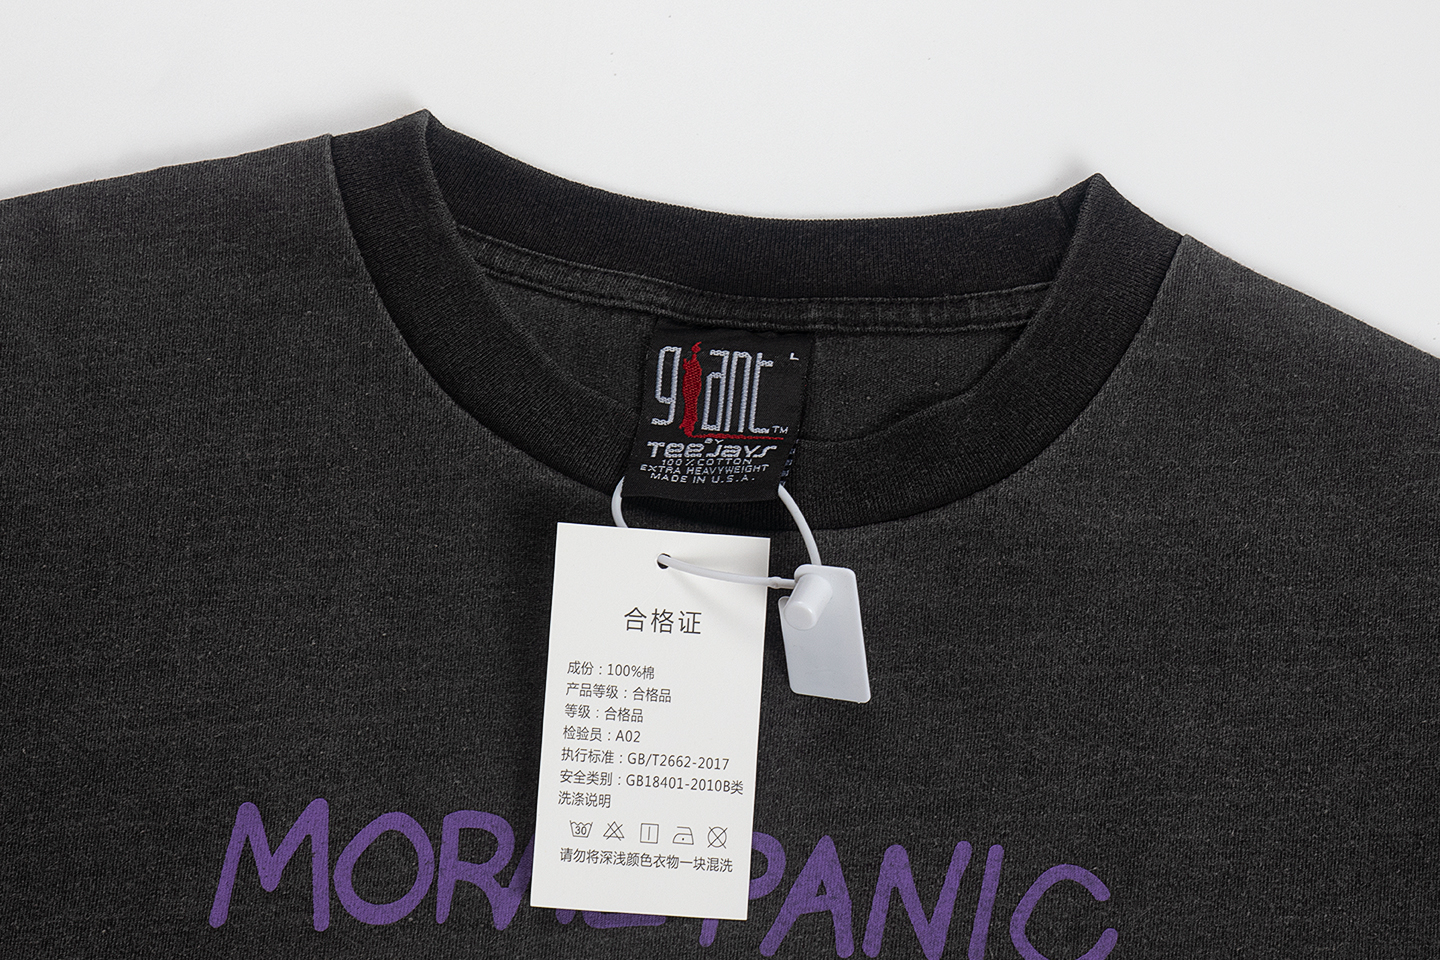 giant L
TM
BY
TEE JAYS
100% COTTON
EXTRA HEAVYWEIGHT
MADE IN U.S.A.
合格证
成份：100%棉
产品等级：合格品
等级：合格品
检验员：A02
执行标准：GB/T2662-2017
安全类别：GB18401-2010B类
洗涤说明
30
请勿将深浅颜色衣物一块混洗
MORAL PANIC